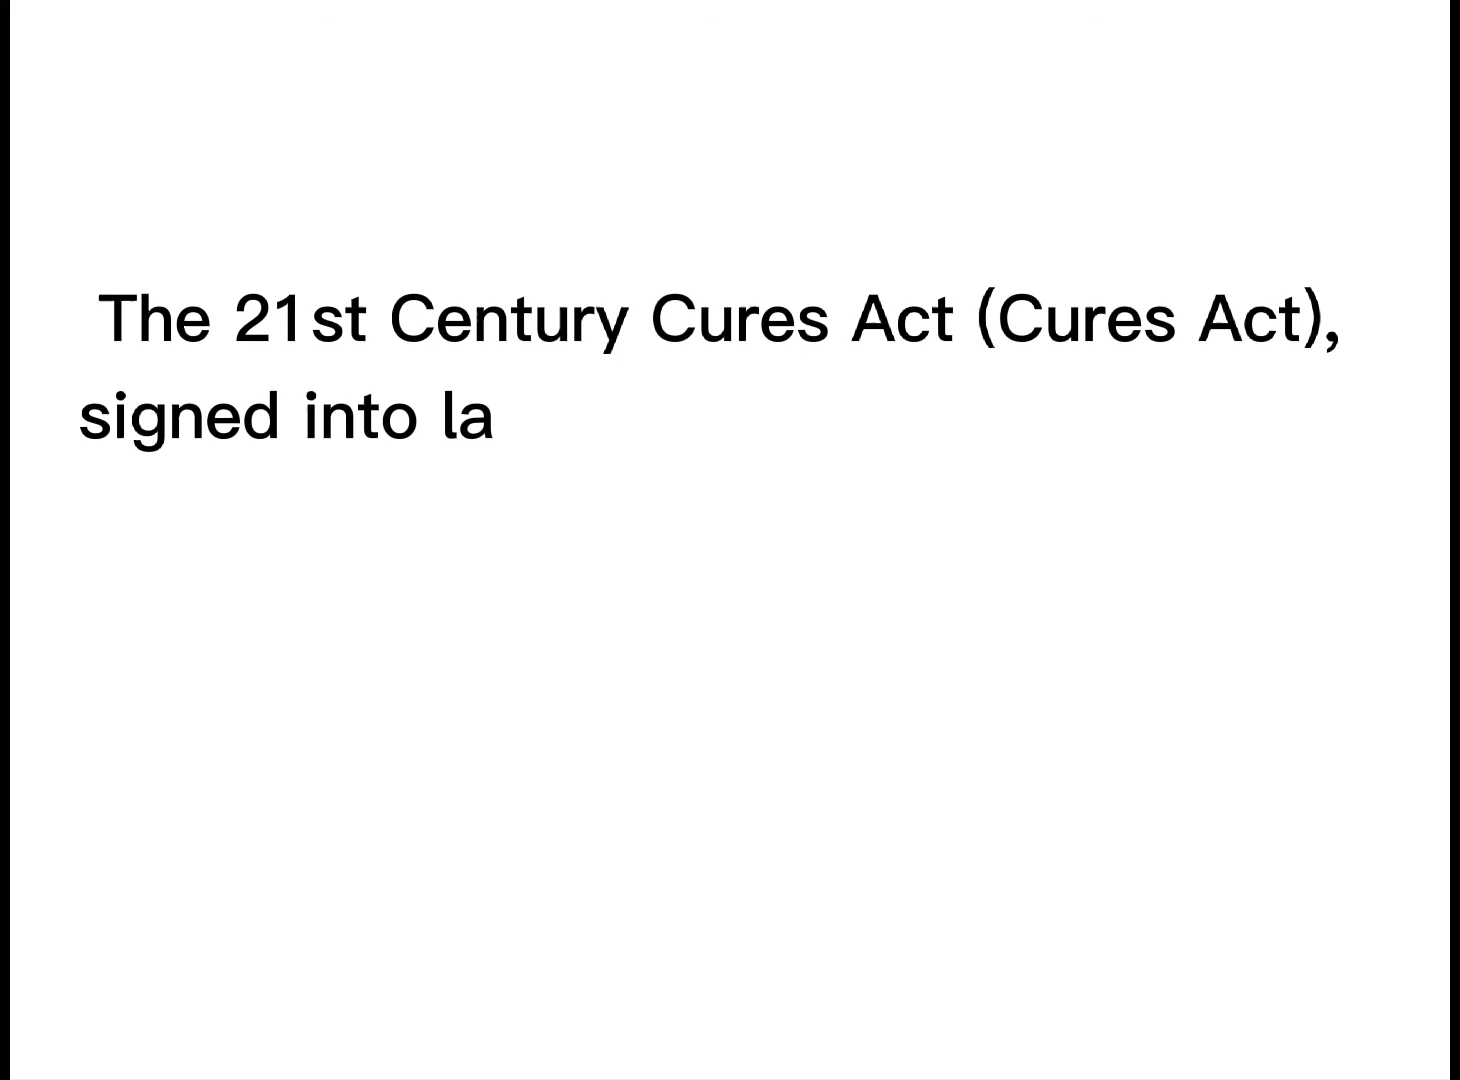 The 21st Century Cures Act (Cures Act),
signed into la